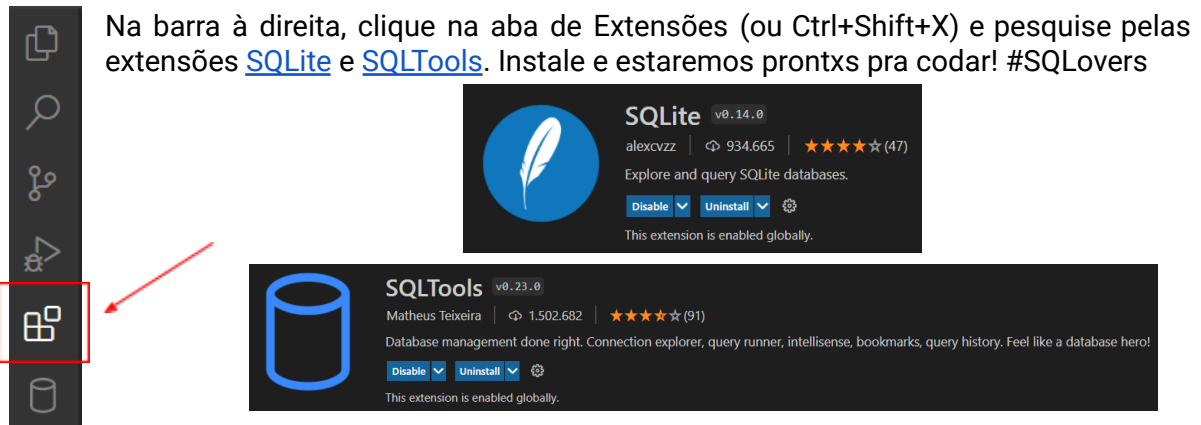 Na barra à direita, clique na aba de Extensões (ou Ctrl+Shift+X) e pesquise pelas
extensões SQLite e SQLTools. Instale e estaremos prontxs pra codar! #SQLovers
SQLite v0.14.0
alexcvzz 934.665 (47)
Explore and query SQLite databases.
Disable Uninstall
This extension is enabled globally.
SQLTools v0.23.0
Matheus Teixeira 1.502.682 (91)
Database management done right. Connection explorer, query runner, intellisense, bookmarks, query history. Feel like a database hero!
Disable Uninstall
This extension is enabled globally.